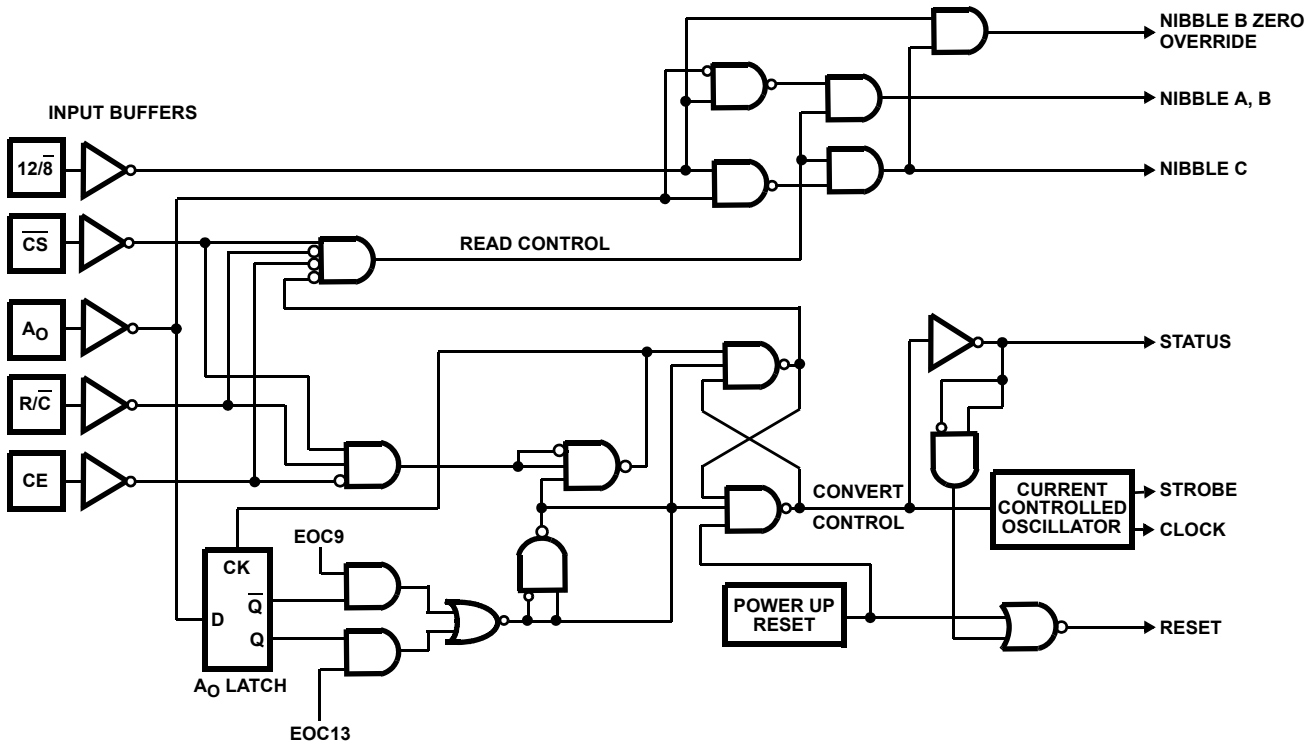 NIBBLE B ZERO
OVERRIDE
INPUT BUFFERS
NIBBLE A, B
12/8̅
NIBBLE C
C̅S̅
READ CONTROL
AO
STATUS
R/C̅
CE
CONVERT
CONTROL
CURRENT
CONTROLLED
OSCILLATOR
STROBE
CLOCK
EOC9
CK
Q̅
D
Q
POWER UP
RESET
RESET
AO LATCH
EOC13